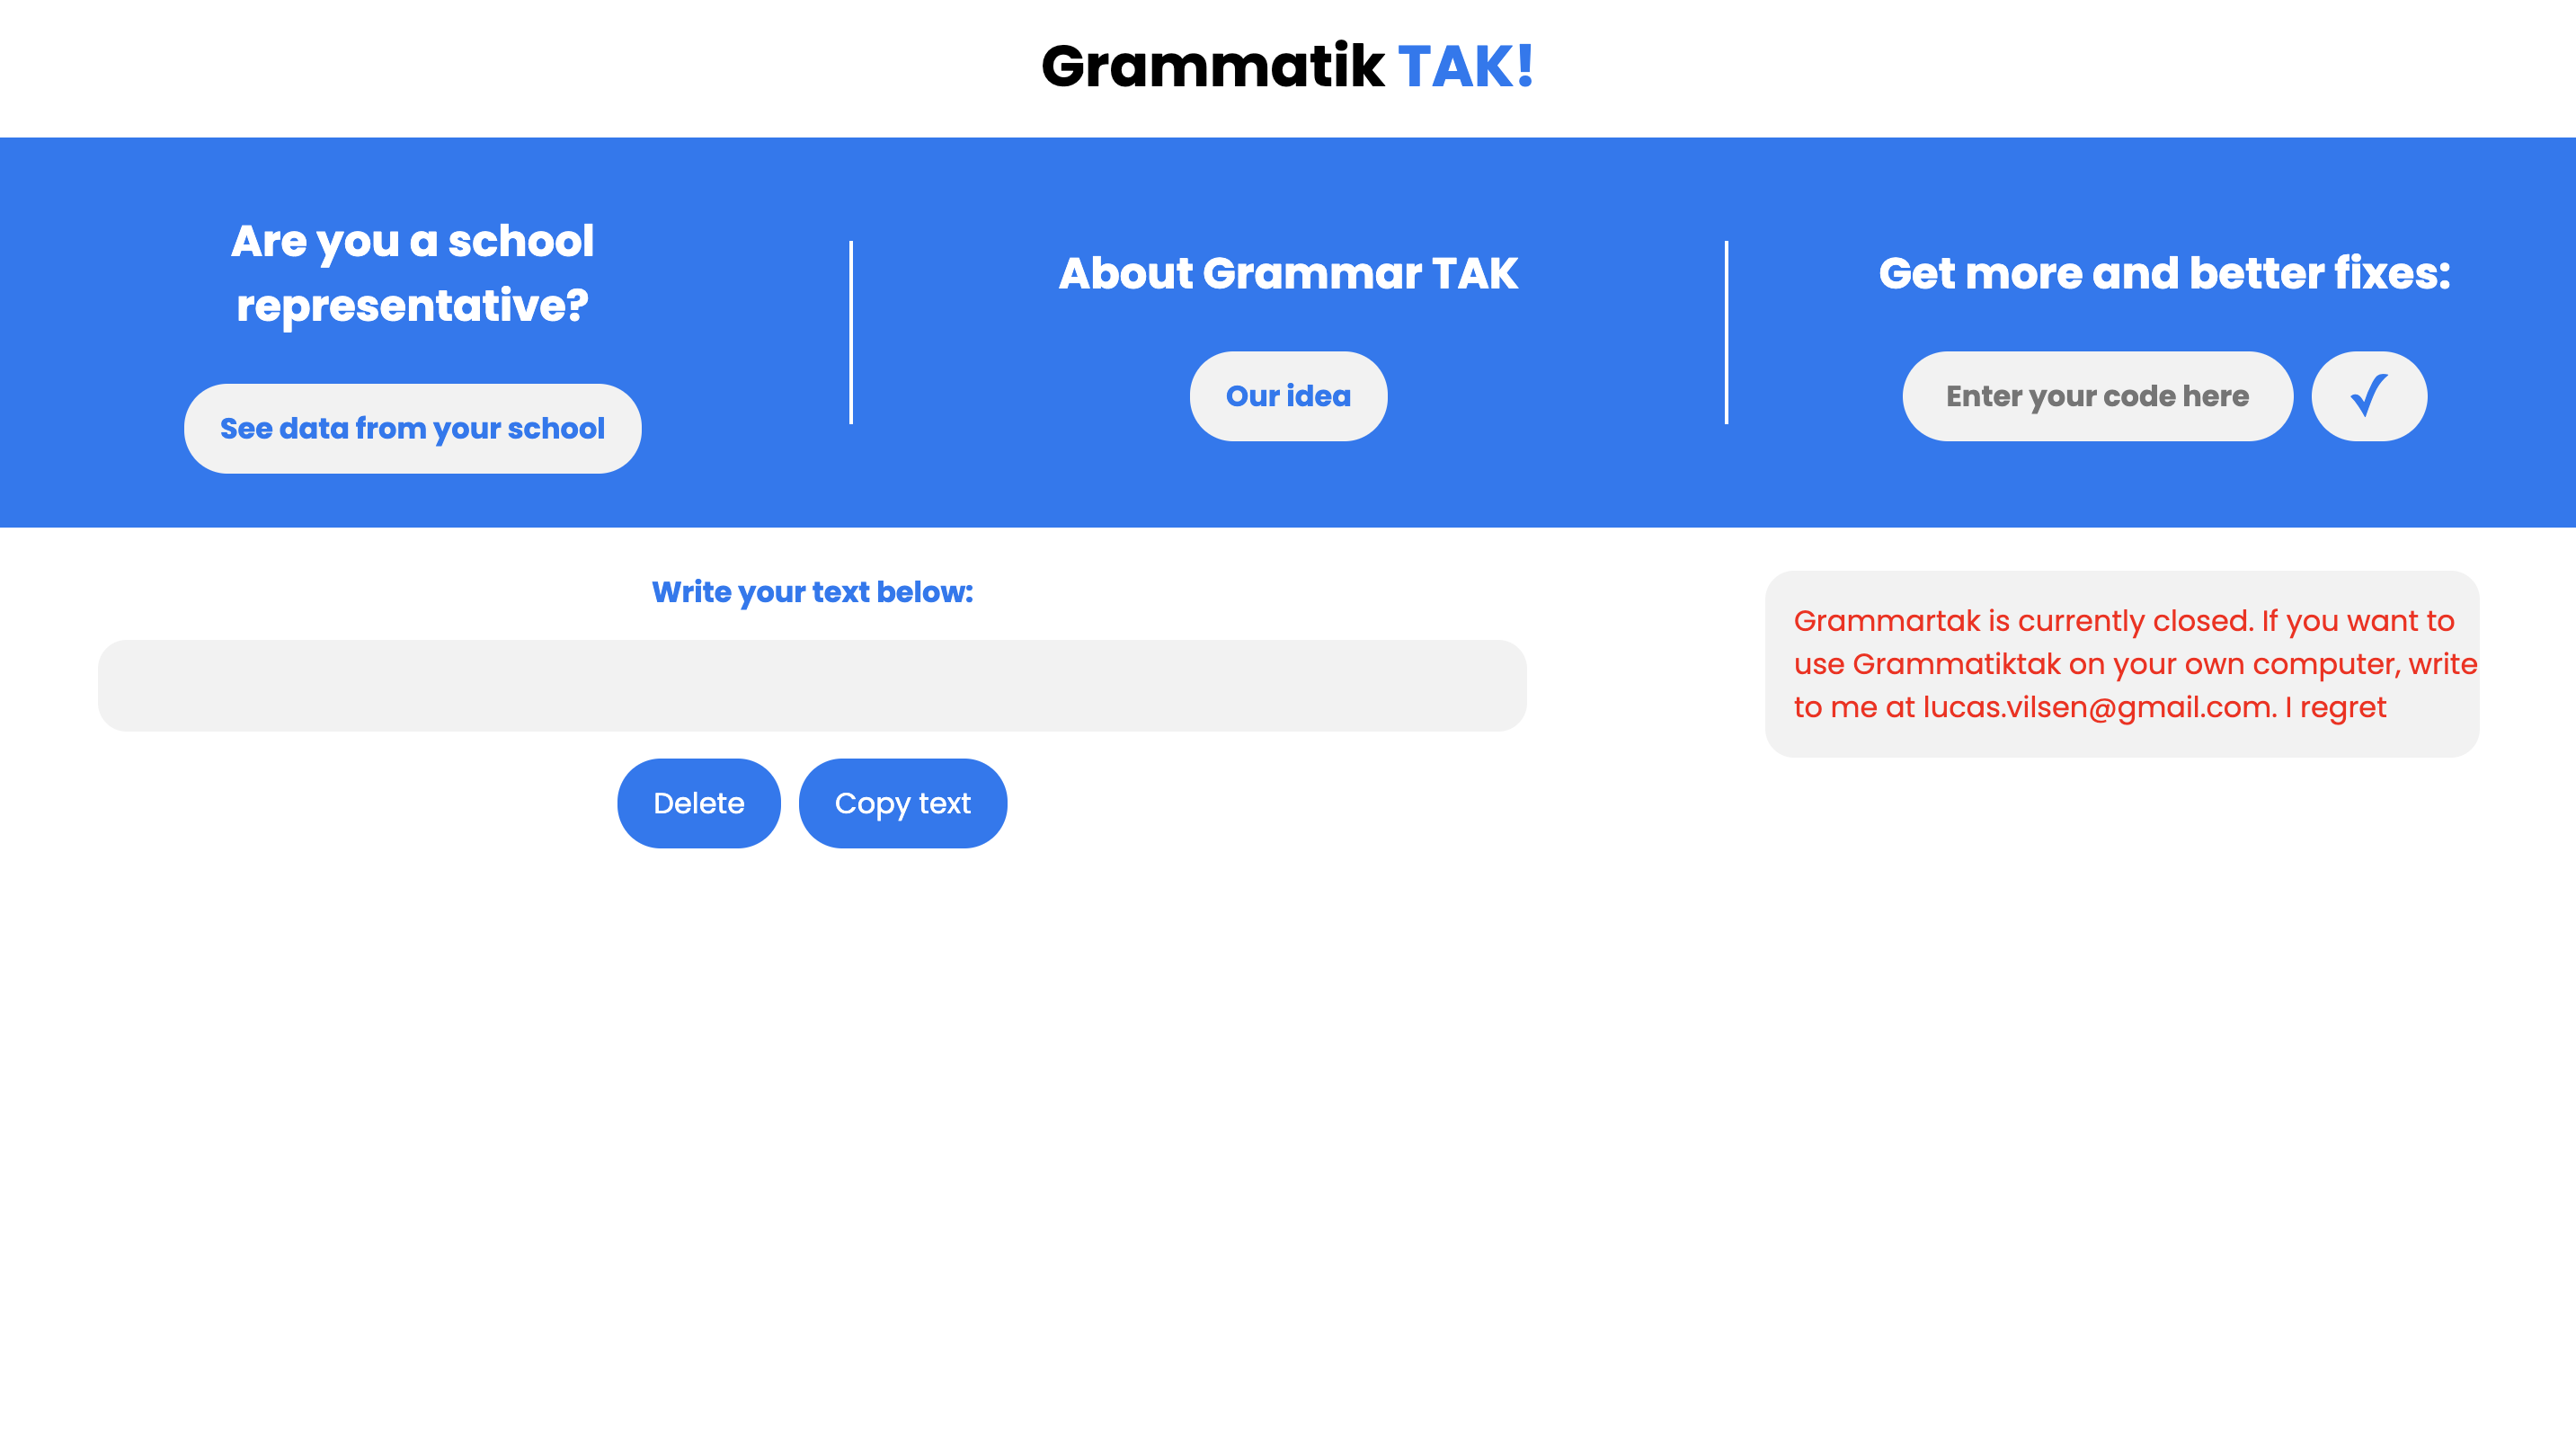 Grammatik TAK!
Are you a school
representative?
See data from your school
About Grammar TAK
Our idea
Get more and better fixes:
Enter your code here
Write your text below:
Delete
Copy text
Grammartak is currently closed. If you want to
use Grammatiktak on your own computer, write
to me at lucas.vilsen@gmail.com. I regret